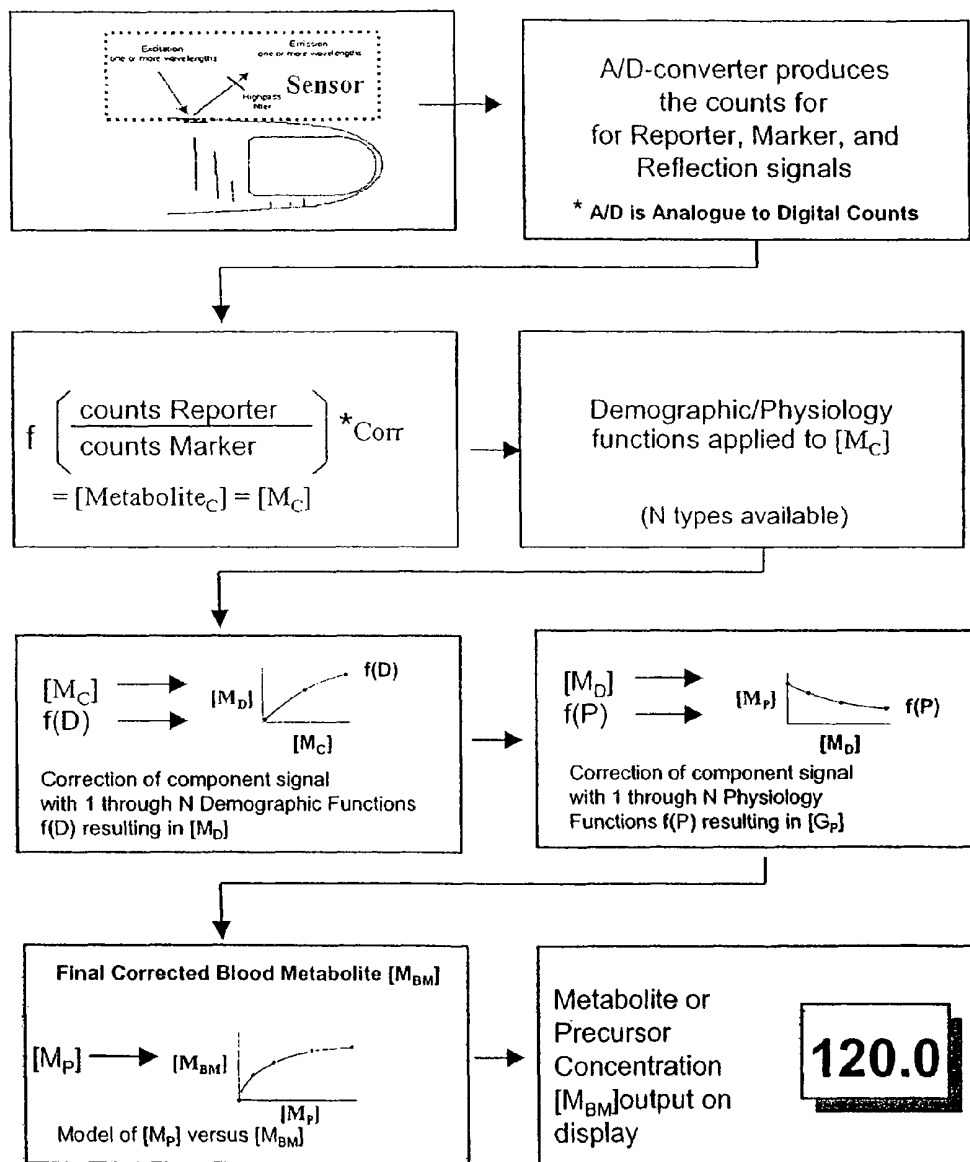 Excitation
one or more wavelengths
Emission
one or more wavelengths
Highpass
filter
Sensor
A/D-converter produces
the counts for
for Reporter, Marker, and
Reflection signals
* A/D is Analogue to Digital Counts
f ( counts Reporter / counts Marker ) *Corr
= [Metabolite_C] = [M_C]
Demographic/Physiology
functions applied to [M_C]
(N types available)
[M_C]
f(D)
[M_D]
f(D)
[M_C]
Correction of component signal
with 1 through N Demographic Functions
f(D) resulting in [M_D]
[M_D]
f(P)
[M_P]
f(P)
[M_D]
Correction of component signal
with 1 through N Physiology
Functions f(P) resulting in [G_P]
Final Corrected Blood Metabolite [M_BM]
[M_P]
[M_BM]
[M_P]
Model of [M_P] versus [M_BM]
Metabolite or
Precursor
Concentration
[M_BM]output on
display
120.0